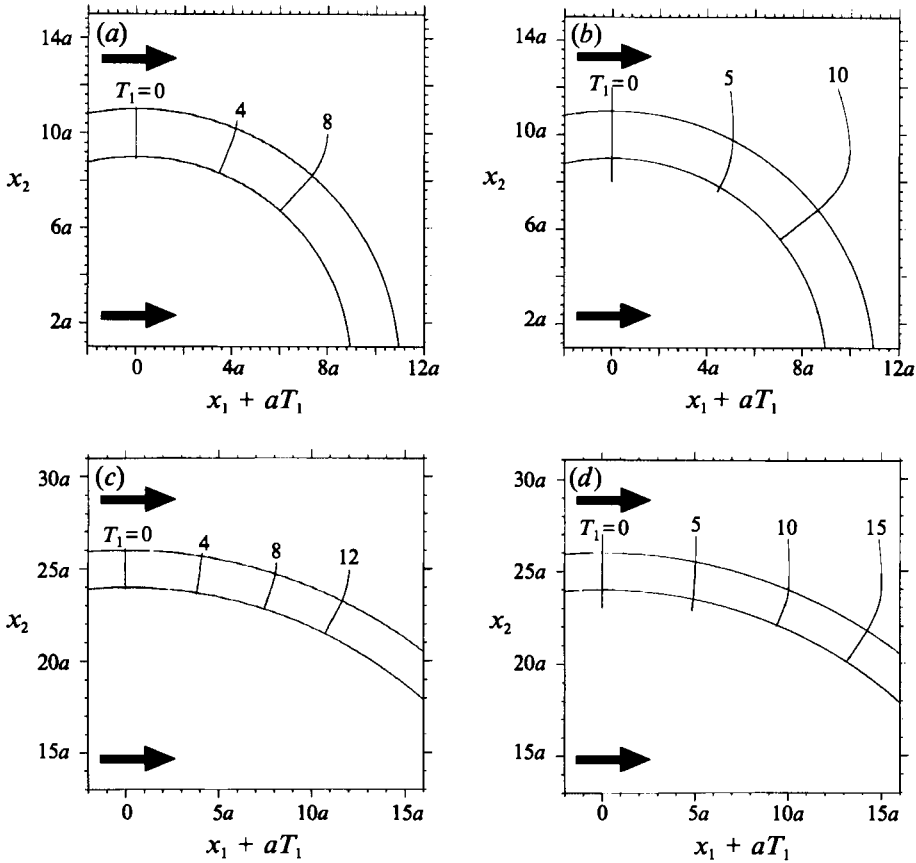 (a)
14a
10a
6a
2a
x₂
T₁=0
4
8
0
4a
8a
12a
x₁ + aT₁
(b)
14a
10a
6a
2a
x₂
T₁=0
5
10
0
4a
8a
12a
x₁ + aT₁
(c)
30a
25a
20a
15a
x₂
T₁=0
4
8
12
0
5a
10a
15a
x₁ + aT₁
(d)
30a
25a
20a
15a
x₂
T₁=0
5
10
15
0
5a
10a
15a
x₁ + aT₁